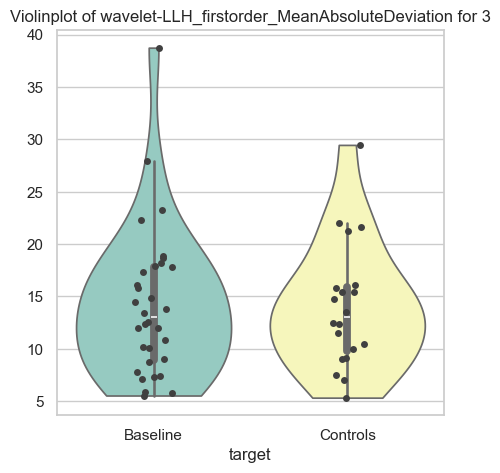 Violinplot of wavelet-LLH_firstorder_MeanAbsoluteDeviation for 3
40
35
30
25
20
15
10
5
Baseline
Controls
target